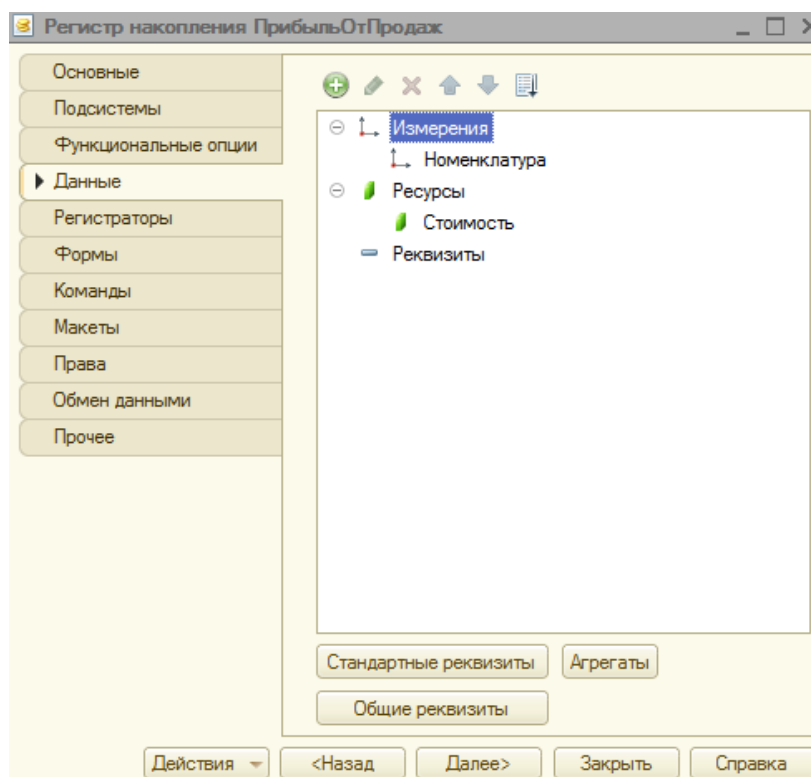 Регистр накопления ПрибыльОтПродаж
Основные
Подсистемы
Функциональные опции
Данные
Регистраторы
Формы
Команды
Макеты
Права
Обмен данными
Прочее
Измерения
Номенклатура
Ресурсы
Стоимость
Реквизиты
Стандартные реквизиты
Агрегаты
Общие реквизиты
Действия
<Назад
Далее>
Закрыть
Справка